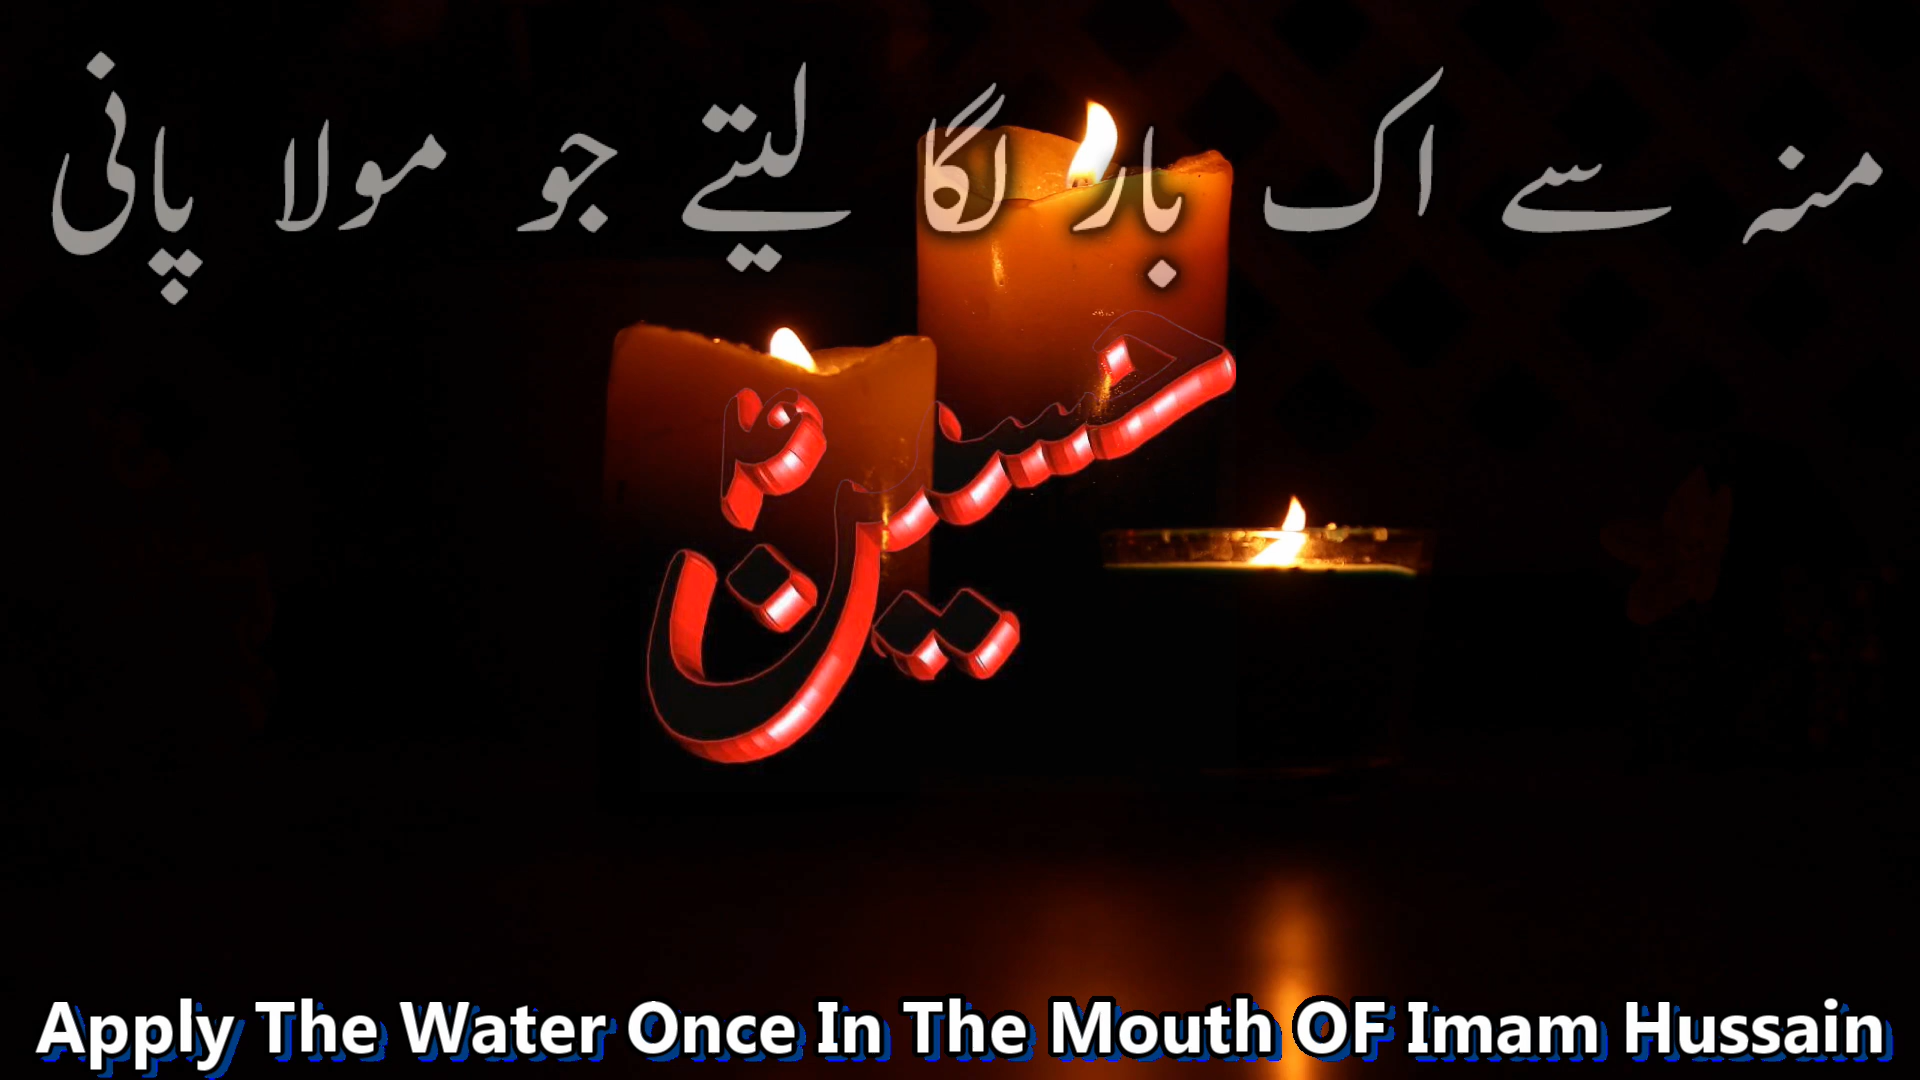 منہ سے اک بار لگا لیتے جو مولا پانی
حسینؑ
Apply The Water Once In The Mouth OF Imam Hussain